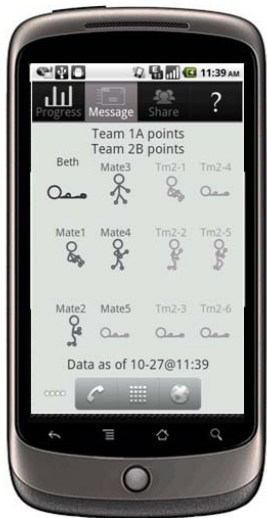 11:39 AM
Progress Message Share ?
Team 1A points
Team 2B points
Beth Mate3 Tm2-1 Tm2-4
Mate1 Mate4 Tm2-2 Tm2-5
Mate2 Mate5 Tm2-3 Tm2-6
Data as of 10-27@11:39